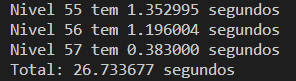 Nivel 55 tem 1.352995 segundos
Nivel 56 tem 1.196004 segundos
Nivel 57 tem 0.383000 segundos
Total: 26.733677 segundos